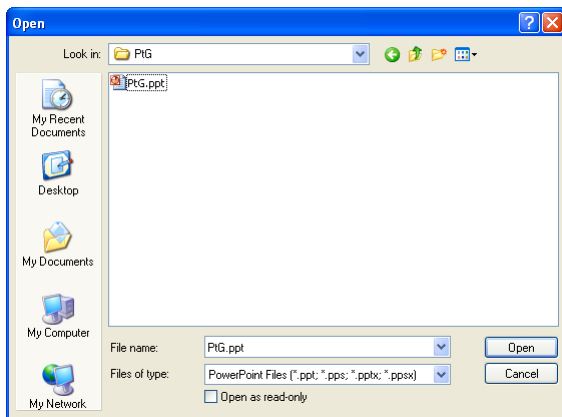 Open
Look in:
PtG
PtG.ppt
My Recent
Documents
Desktop
My Documents
My Computer
My Network
File name:
PtG.ppt
Open
Files of type:
PowerPoint Files (*.ppt; *.pps; *.pptx; *.ppsx)
Cancel
Open as read-only